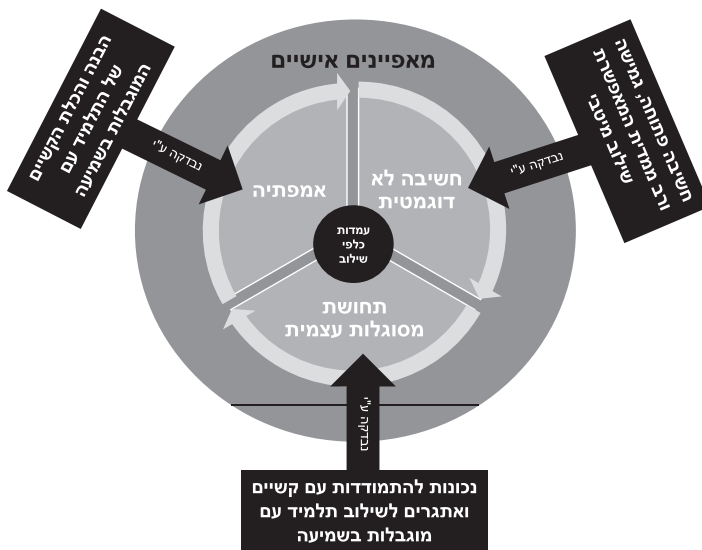 מאפיינים אישיים
חשיבה פתוחה, גמישה
ורב ממדית המאפשרת
שילוב מיטבי
נבדקה ע"י
חשיבה לא
דוגמטית
הבנה והכלת הקשיים
של התלמיד עם
המוגבלות בשמיעה
נבדקה ע"י
אמפתיה
עמדות
כלפי
שילוב
תחושת
מסוגלות עצמית
נבדקה ע"י
נכונות להתמודדות עם קשיים
ואתגרים לשילוב תלמיד עם
מוגבלות בשמיעה